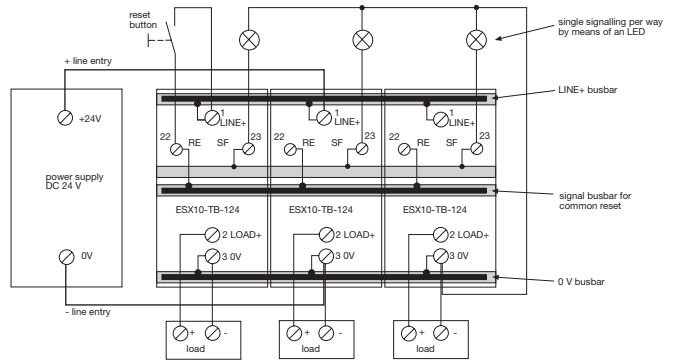 reset
button
single signalling per way
by means of an LED
+ line entry
LINE+ busbar
+24V
1
LINE+
1
LINE+
1
LINE+
22
RE
SF
23
22
RE
SF
23
22
RE
SF
23
power supply
DC 24 V
signal busbar for
common reset
ESX10-TB-124
ESX10-TB-124
ESX10-TB-124
2 LOAD+
2 LOAD+
2 LOAD+
0V
3 0V
3 0V
3 0V
0 V busbar
- line entry
+ -
load
+ -
load
+ -
load